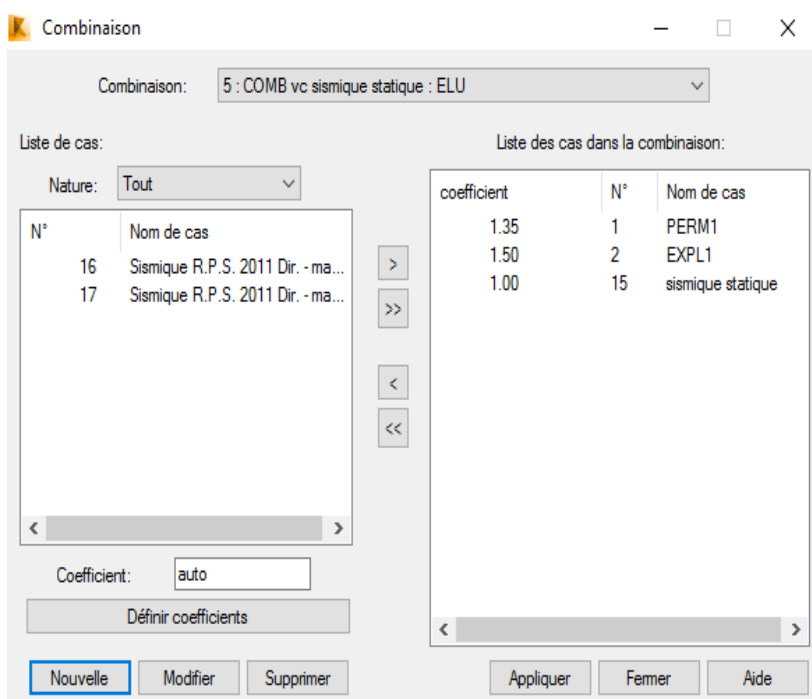 Combinaison
Combinaison: 5 : COMB vc sismique statique : ELU
Liste de cas:
Nature: Tout
N° Nom de cas
16 Sismique R.P.S. 2011 Dir. - ma...
17 Sismique R.P.S. 2011 Dir. - ma...
Coefficient: auto
Définir coefficients
Nouvelle Modifier Supprimer
>
>>
<
<<
Liste des cas dans la combinaison:
coefficient N° Nom de cas
1.35 1 PERM1
1.50 2 EXPL1
1.00 15 sismique statique
Appliquer Fermer Aide